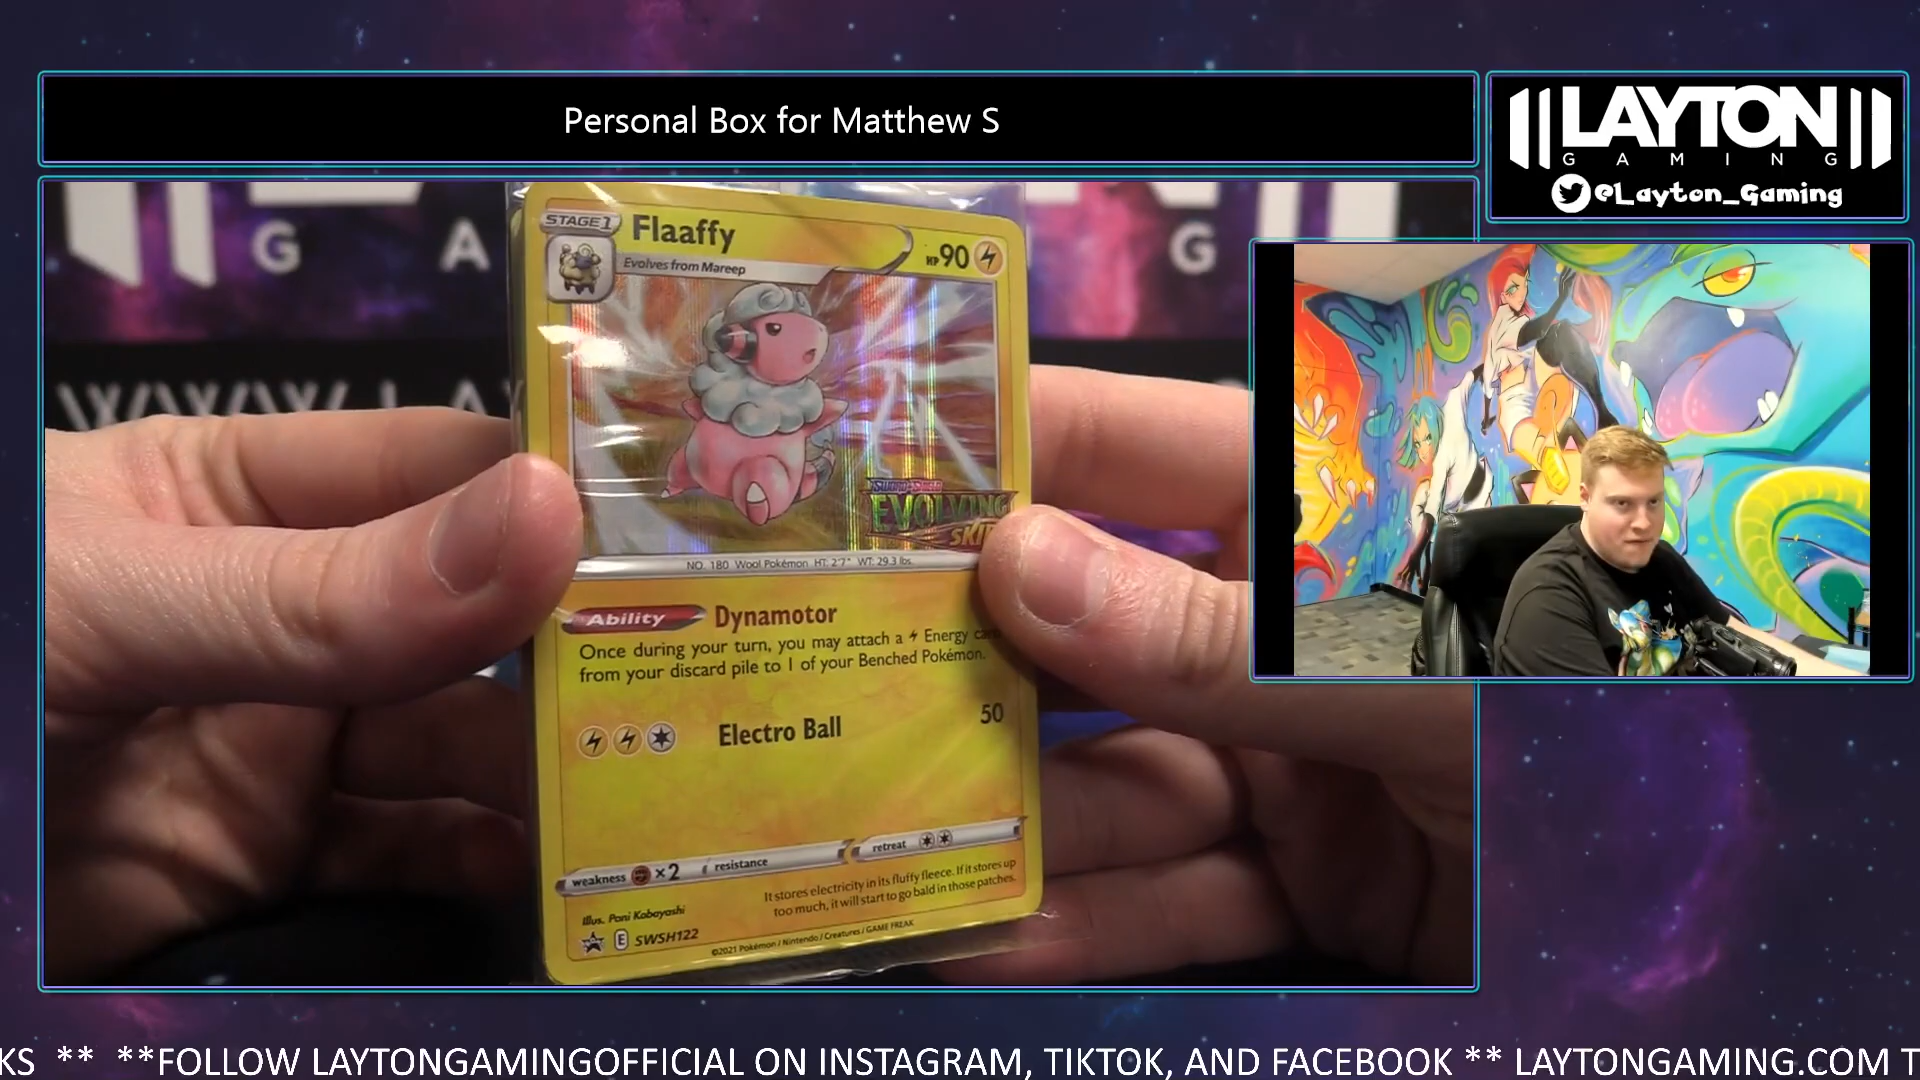 Personal Box for Matthew S
LAYTON
GAMING
@Layton_Gaming
G A
G
WWW.LAY
STAGE 1
Flaaffy
Evolves from Mareep
HP 90
EVOLVING
NO. 180 Wool Pokémon HT: 2'7" WT: 29.3 lbs.
Ability Dynamotor
Once during your turn, you may attach a Energy card
from your discard pile to 1 of your Benched Pokémon.
Electro Ball 50
weakness ×2 resistance retreat
It stores electricity in its fluffy fleece. If it stores up
too much, it will start to go bald in those patches.
Illus. Pani Kobayashi
E SWSH122
©2021 Pokémon / Nintendo / Creatures / GAME FREAK
KS ** **FOLLOW LAYTONGAMINGOFFICIAL ON INSTAGRAM, TIKTOK, AND FACEBOOK ** LAYTONGAMING.COM T